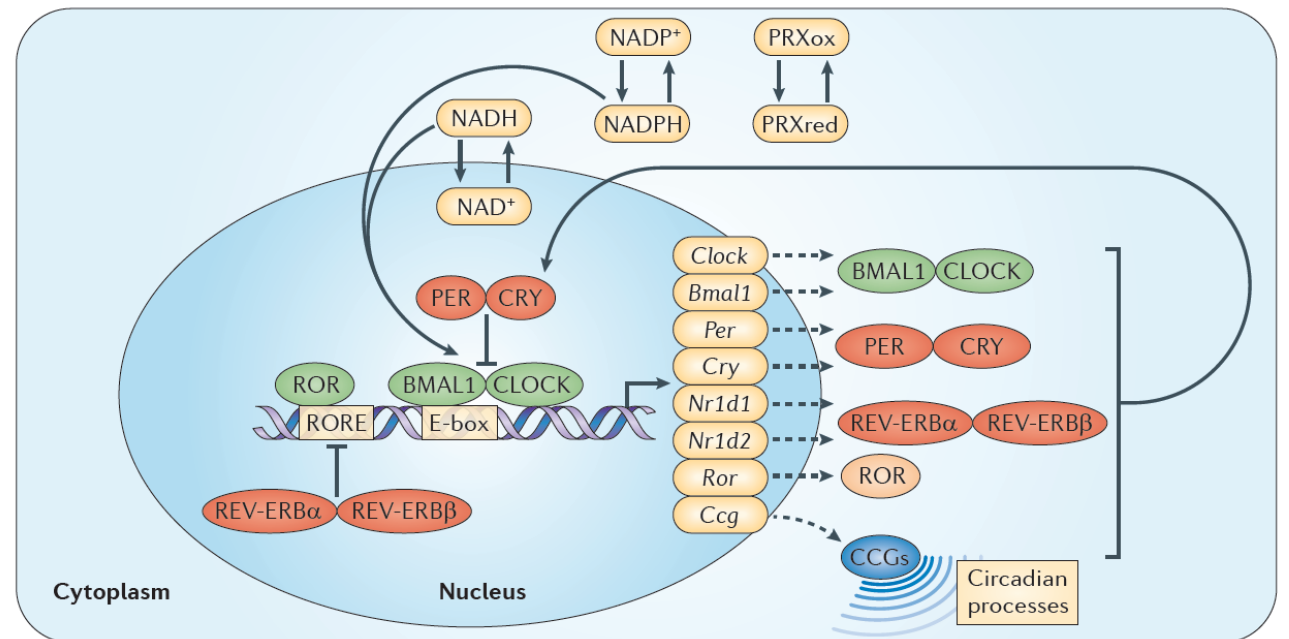 NADP⁺
PRXox
NADH
NADPH
PRXred
NAD⁺
Clock
Bmal1
Per
Cry
Nr1d1
Nr1d2
Ror
Ccg
BMAL1 CLOCK
PER CRY
REV-ERBα REV-ERBβ
ROR
CCGs
Circadian
processes
PER CRY
ROR
BMAL1 CLOCK
RORE
E-box
REV-ERBα REV-ERBβ
Cytoplasm
Nucleus